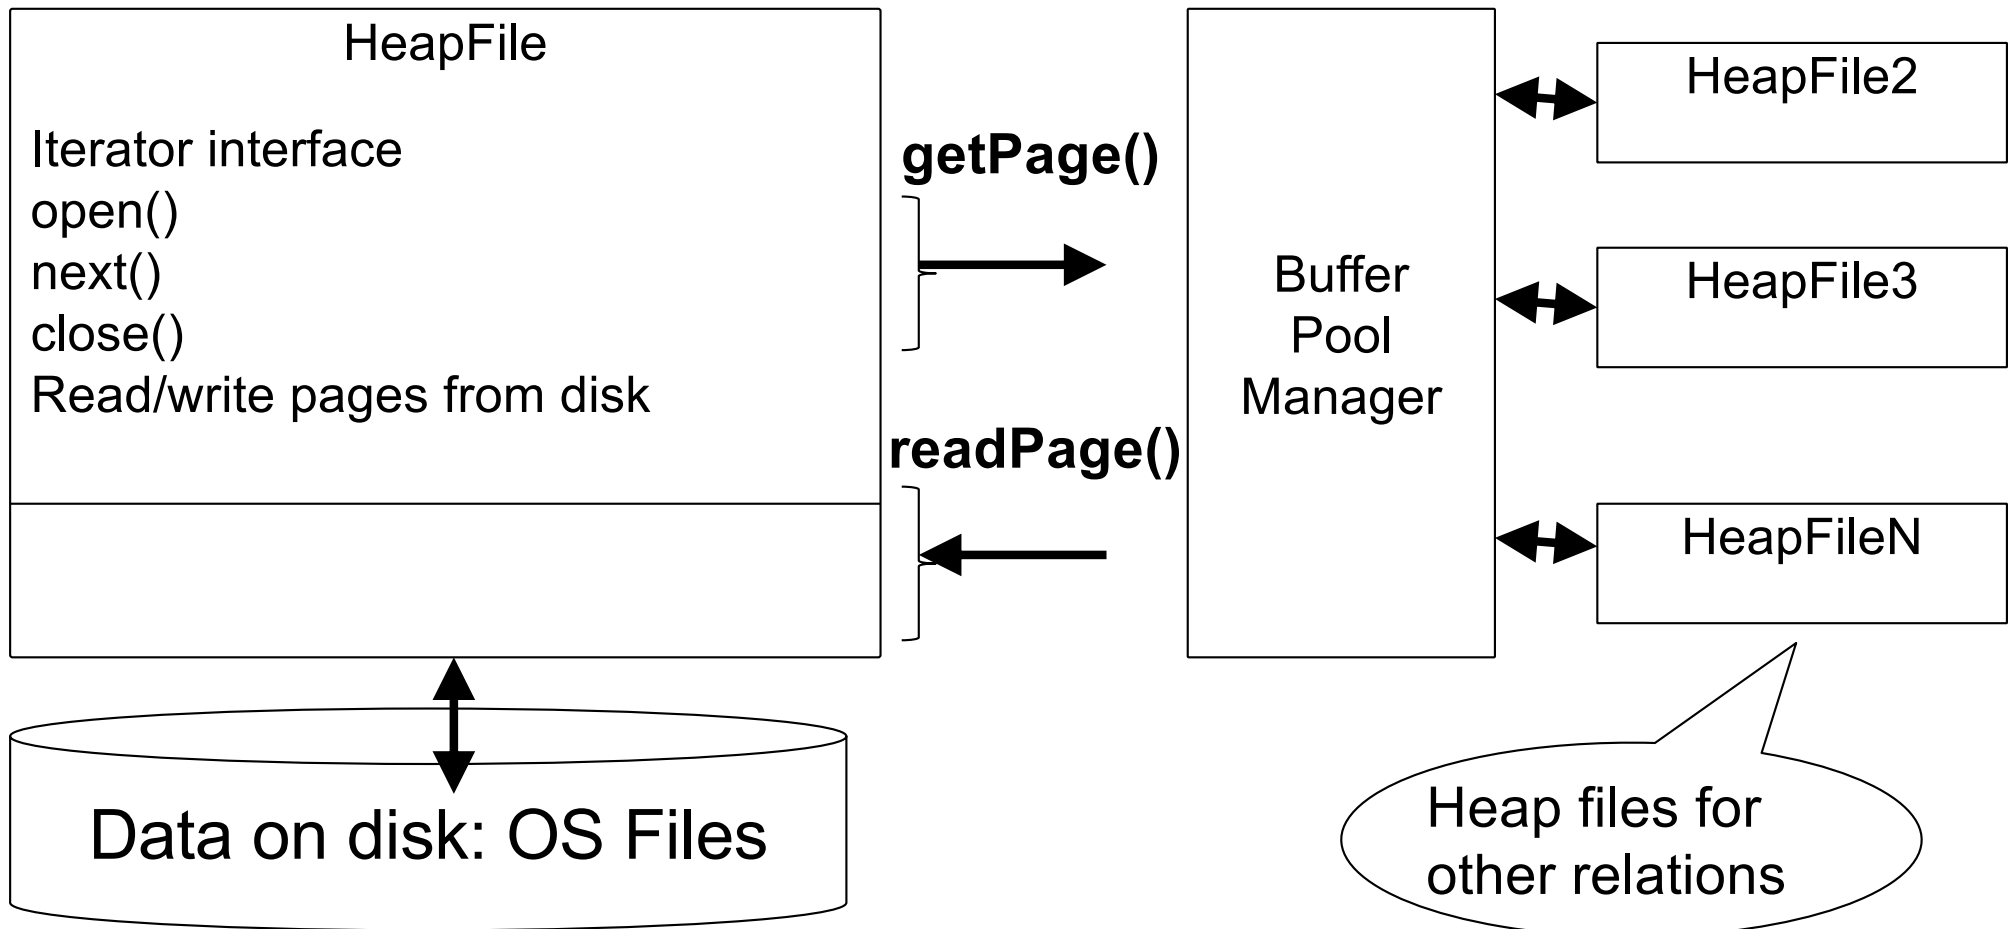 HeapFile
Iterator interface
open()
next()
close()
Read/write pages from disk
getPage()
readPage()
Buffer
Pool
Manager
HeapFile2
HeapFile3
HeapFileN
Data on disk: OS Files
Heap files for
other relations